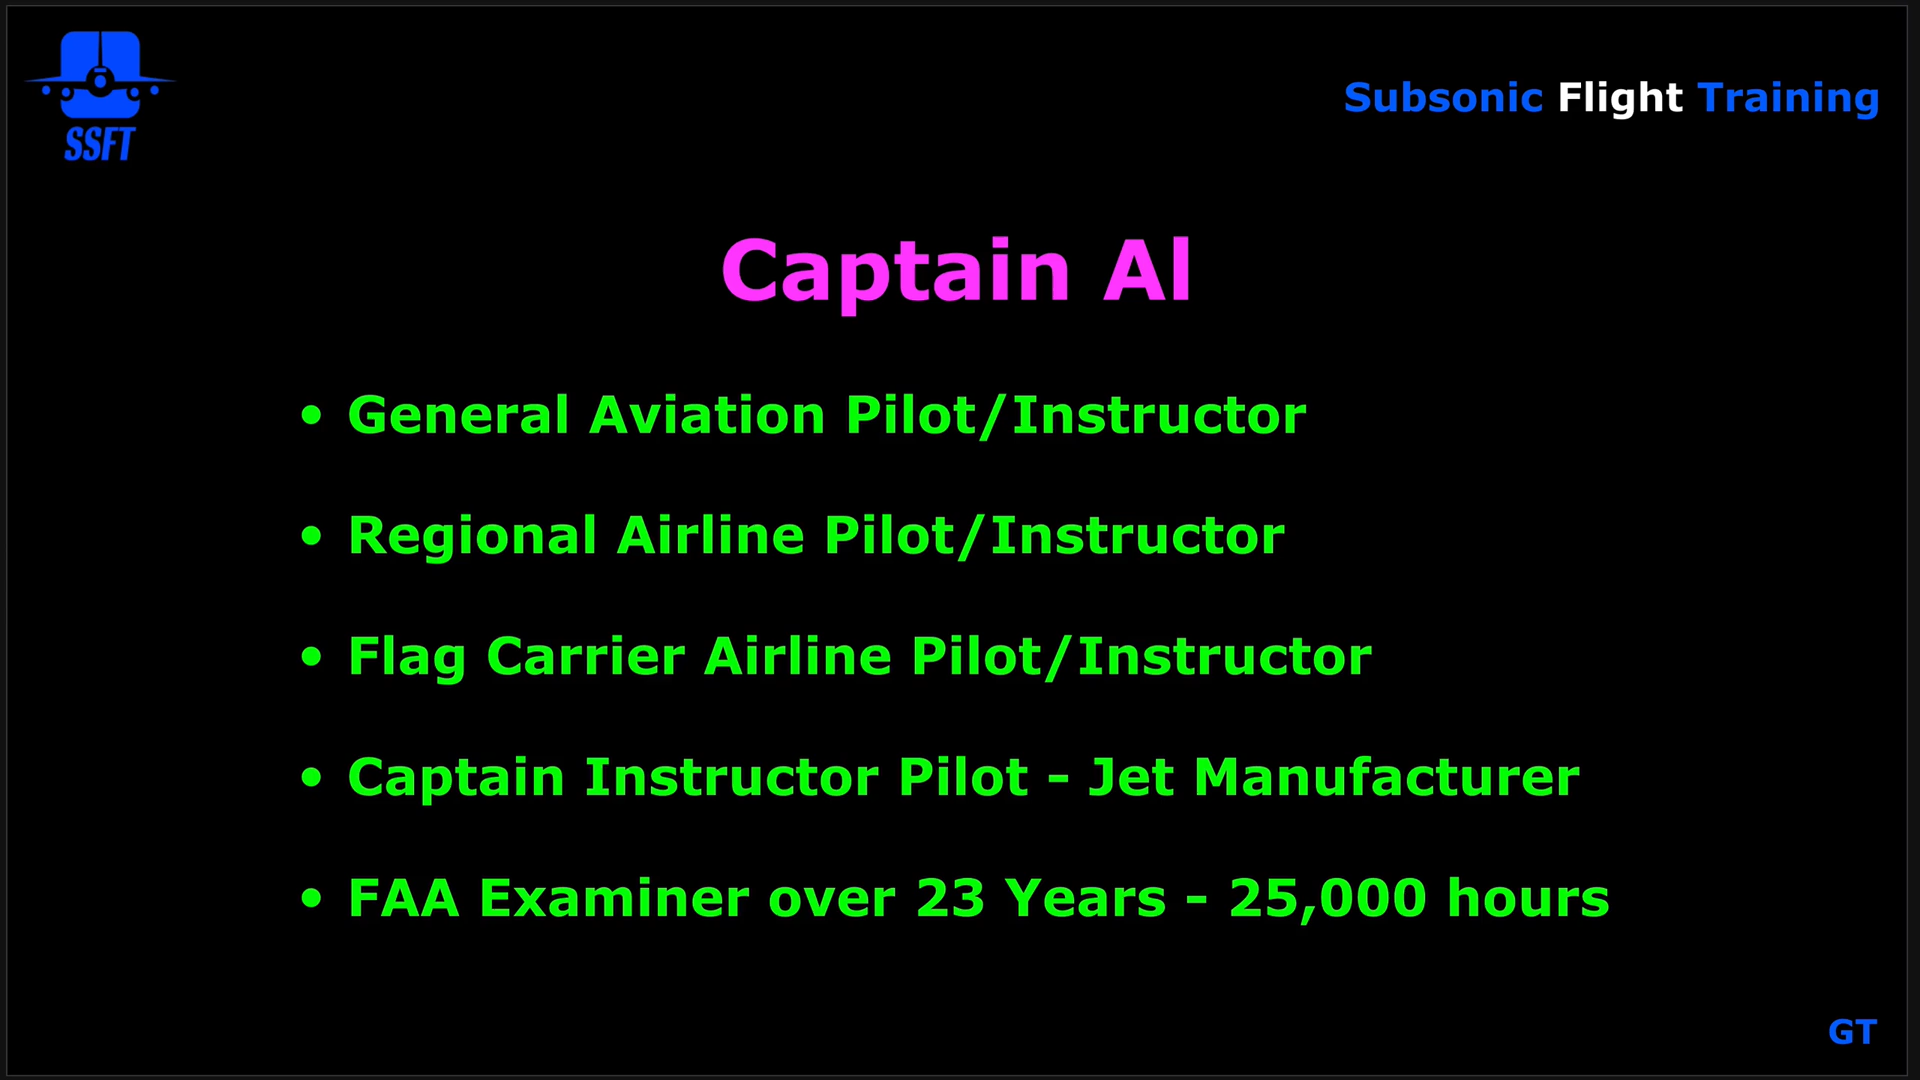 SSFT
Subsonic Flight Training
Captain Al
• General Aviation Pilot/Instructor
• Regional Airline Pilot/Instructor
• Flag Carrier Airline Pilot/Instructor
• Captain Instructor Pilot - Jet Manufacturer
• FAA Examiner over 23 Years - 25,000 hours
GT